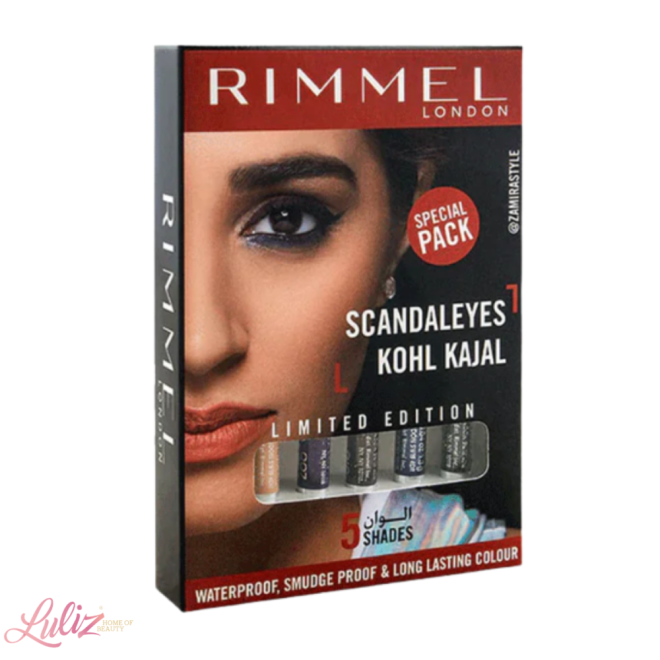 RIMMEL
LONDON
RIMMEL
LONDON
@ZAMIRASTYLE
SPECIAL
PACK
SCANDALEYES
KOHL KAJAL
LIMITED EDITION
5 الوان
SHADES
WATERPROOF, SMUDGE PROOF & LONG LASTING COLOUR
Luliz
HOME OF
BEAUTY